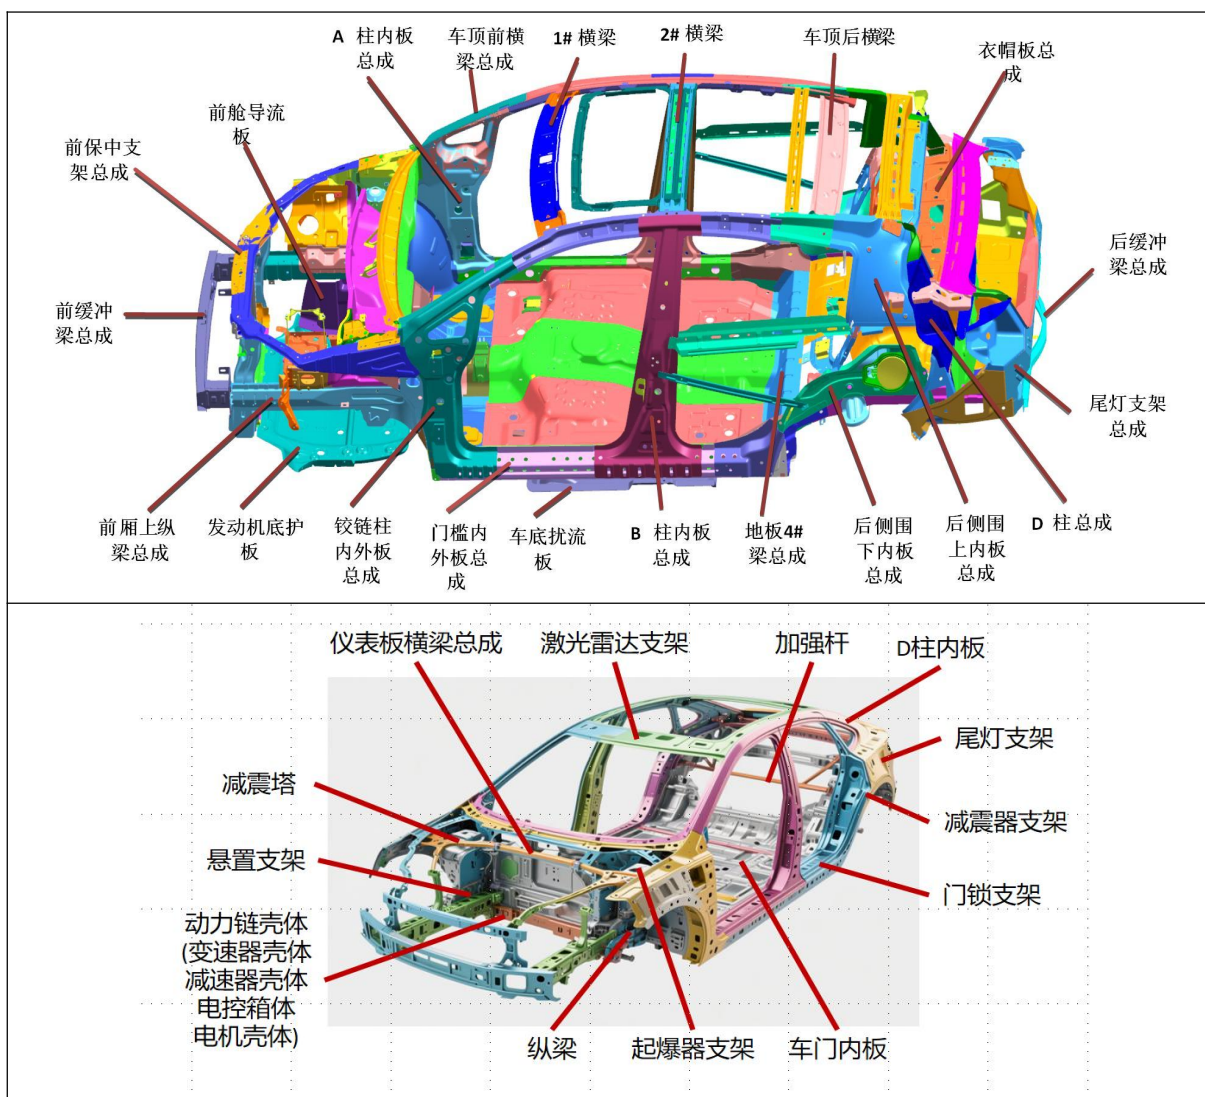 A 柱内板
总成
车顶前横
梁总成
1# 横梁
2# 横梁
车顶后横梁
衣帽板总
成
前舱导流
板
前保中支
架总成
后缓冲
梁总成
前缓冲
梁总成
尾灯支架
总成
前厢上纵
梁总成
发动机底护
板
铰链柱
内外板
总成
门槛内
外板总
成
车底扰流
板
B 柱内板
总成
地板4#
梁总成
后侧围
下内板
总成
后侧围
上内板
总成
D 柱总成
仪表板横梁总成
激光雷达支架
加强杆
D柱内板
尾灯支架
减震塔
减震器支架
悬置支架
门锁支架
动力链壳体
(变速器壳体
减速器壳体
电控箱体
电机壳体)
纵梁
起爆器支架
车门内板